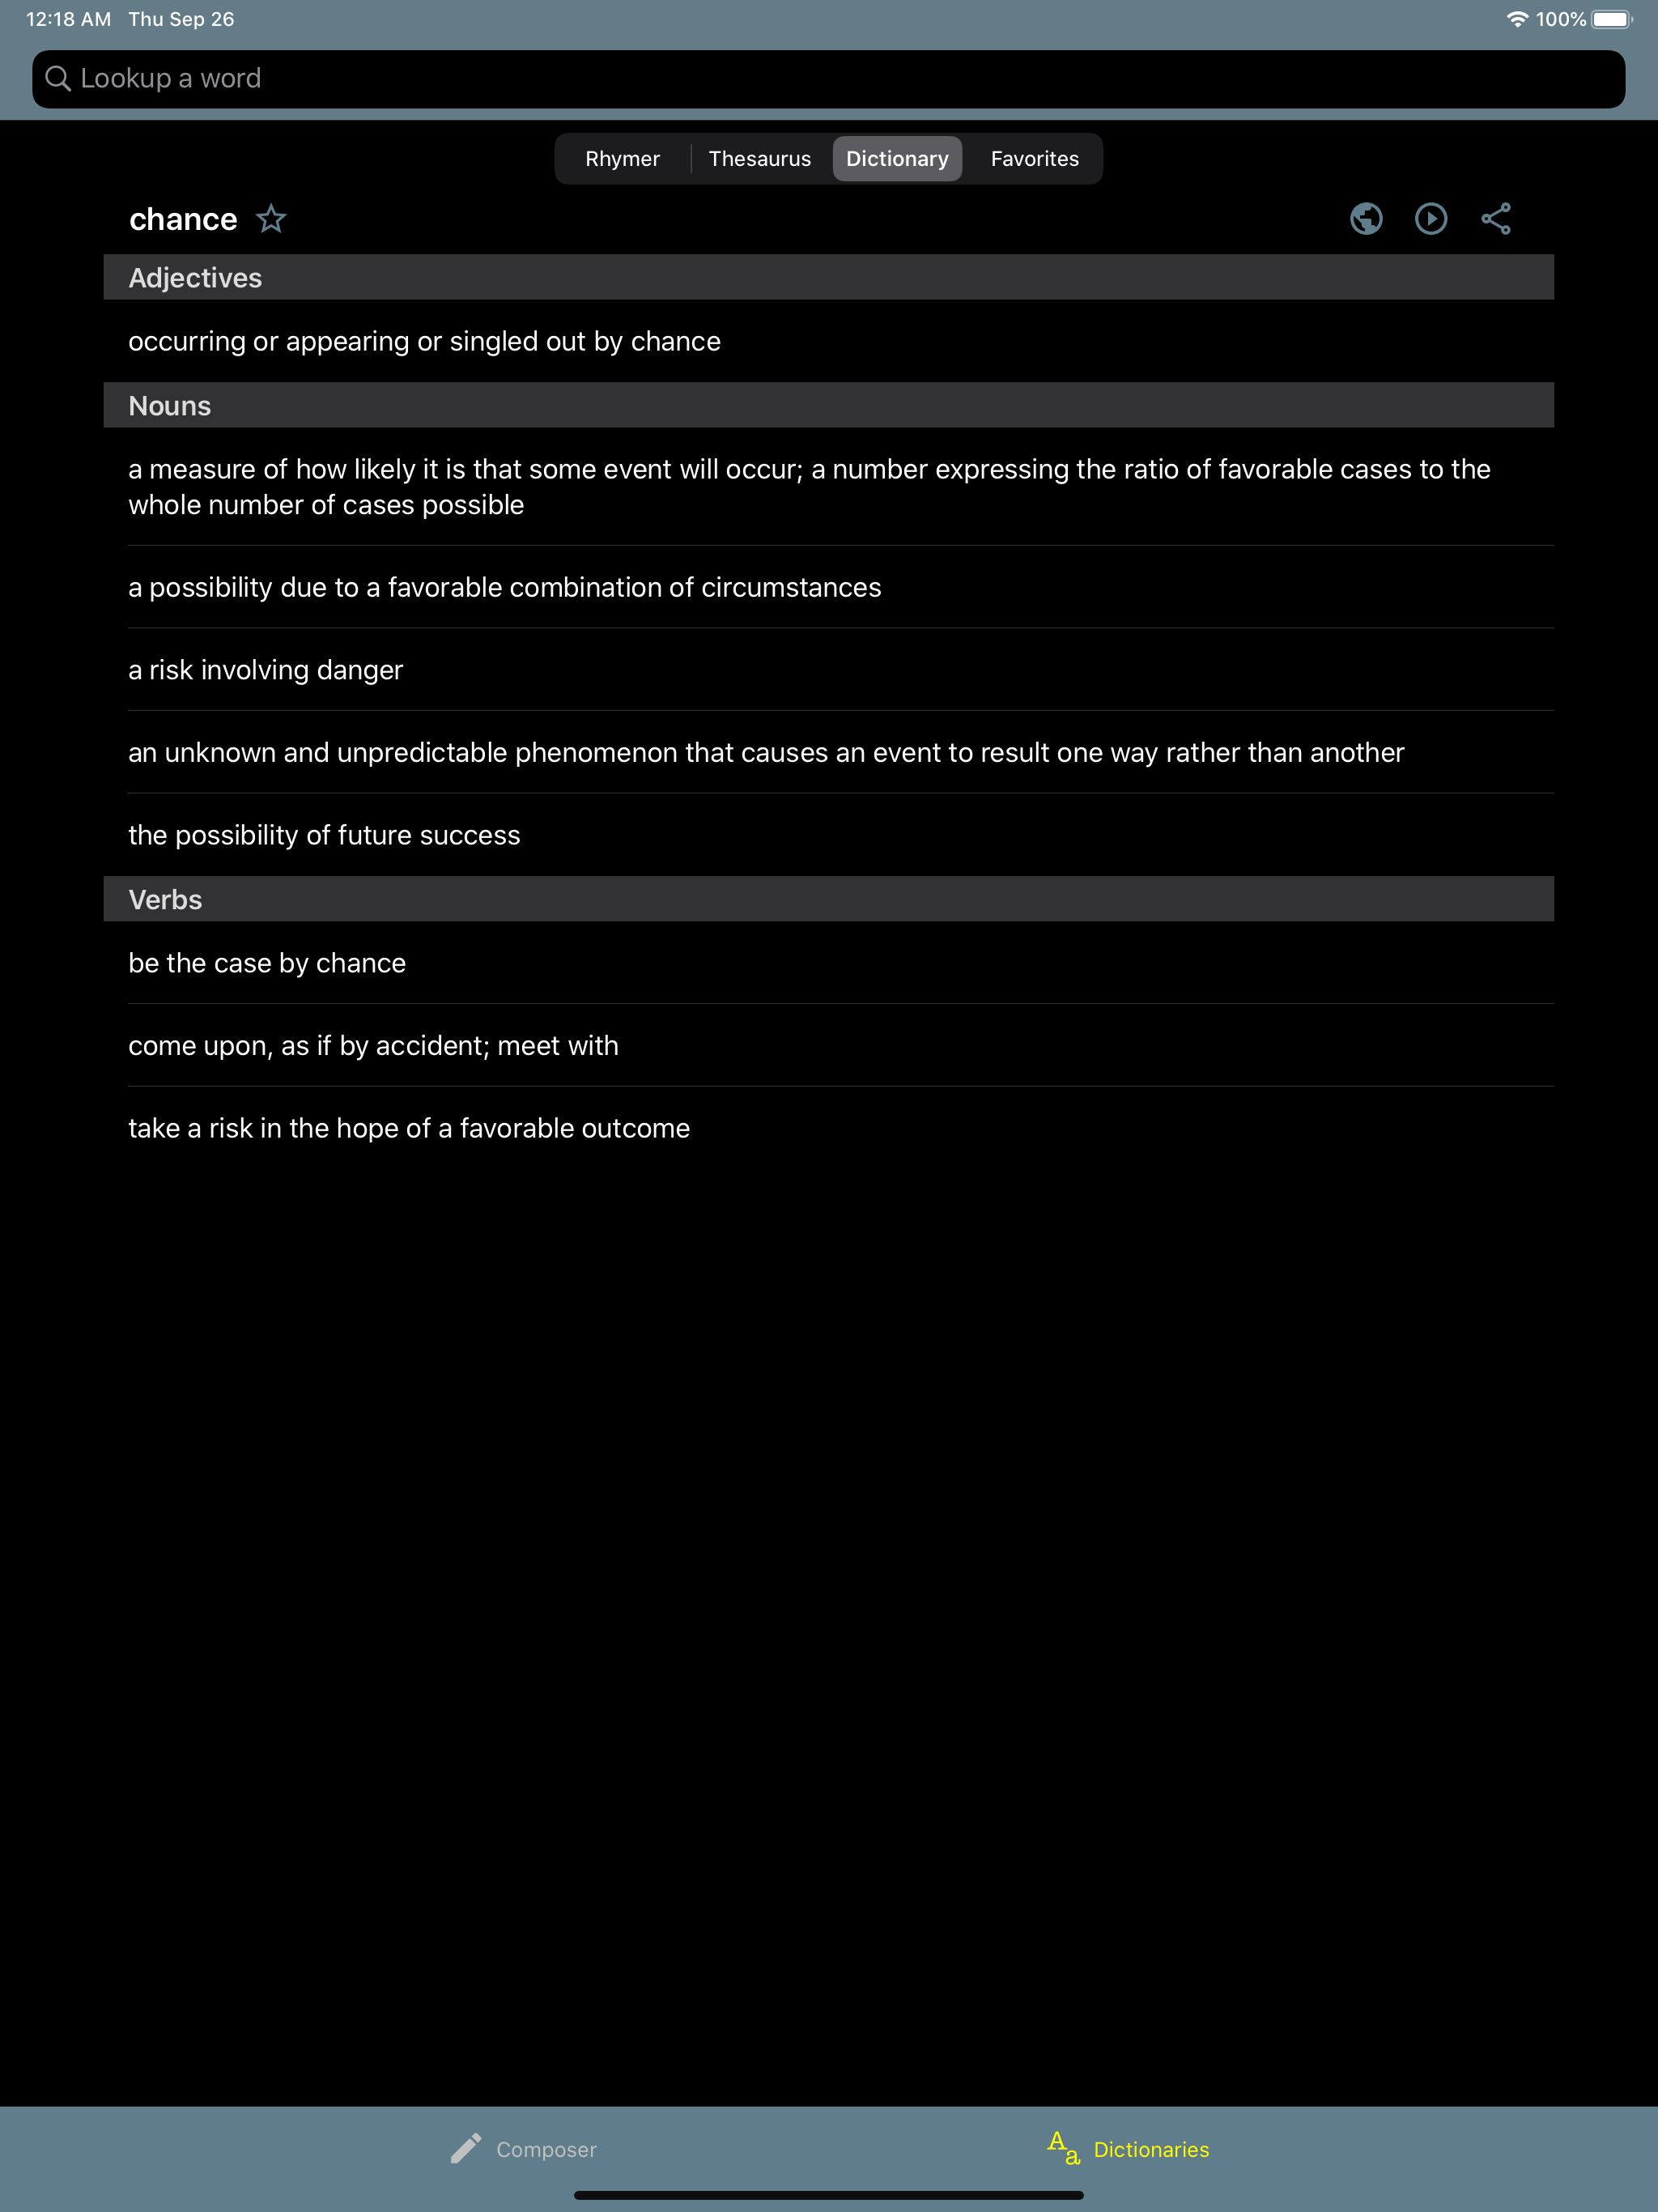 12:18 AM Thu Sep 26 100%
Lookup a word
Rhymer Thesaurus Dictionary Favorites
chance
Adjectives
occurring or appearing or singled out by chance
Nouns
a measure of how likely it is that some event will occur; a number expressing the ratio of favorable cases to the
whole number of cases possible
a possibility due to a favorable combination of circumstances
a risk involving danger
an unknown and unpredictable phenomenon that causes an event to result one way rather than another
the possibility of future success
Verbs
be the case by chance
come upon, as if by accident; meet with
take a risk in the hope of a favorable outcome
Composer Aa Dictionaries